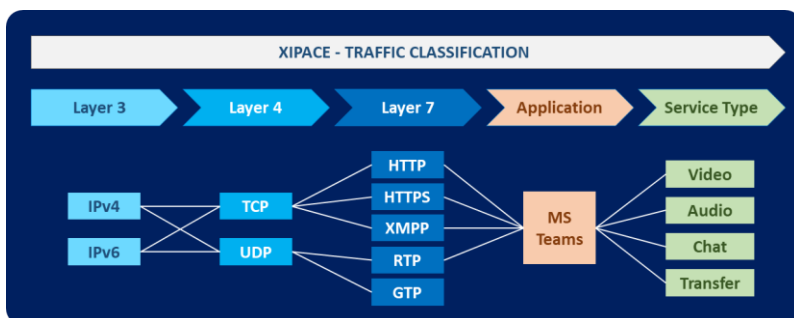 XIPACE - TRAFFIC CLASSIFICATION
Layer 3
Layer 4
Layer 7
Application
Service Type
IPv4
IPv6
TCP
UDP
HTTP
HTTPS
XMPP
RTP
GTP
MS
Teams
Video
Audio
Chat
Transfer